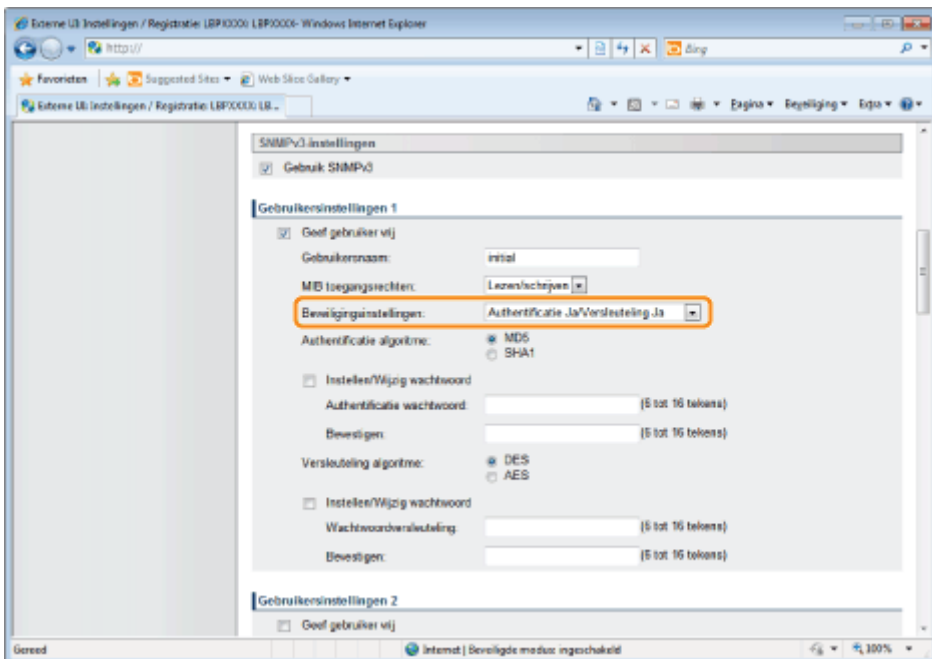 Externe UI: Instellingen / Registratie: LBPXXXX: LBPXXXX- Windows Internet Explorer
http://
Bing
Favorieten Suggested Sites Web Slice Gallery
Externe UI: Instellingen / Registratie: LBPXXXX: LB... Pagina Beveiliging Extra
SNMPv3-instellingen
Gebruik SNMPv3
Gebruikersinstellingen 1
Geef gebruiker vrij
Gebruikersnaam: initial
MIB toegangsrechten: Lezen/schrijven
Beveiligingsinstellingen: Authentificatie Ja/Versleuteling Ja
Authentificatie algoritme: MD5
SHA1
Instellen/Wijzig wachtwoord
Authentificatie wachtwoord: (6 tot 16 tekens)
Bevestigen: (6 tot 16 tekens)
Versleuteling algoritme: DES
AES
Instellen/Wijzig wachtwoord
Wachtwoordversleuteling: (6 tot 16 tekens)
Bevestigen: (6 tot 16 tekens)
Gebruikersinstellingen 2
Geef gebruiker vrij
Gereed Internet | Beveiligde modus: ingeschakeld 100%